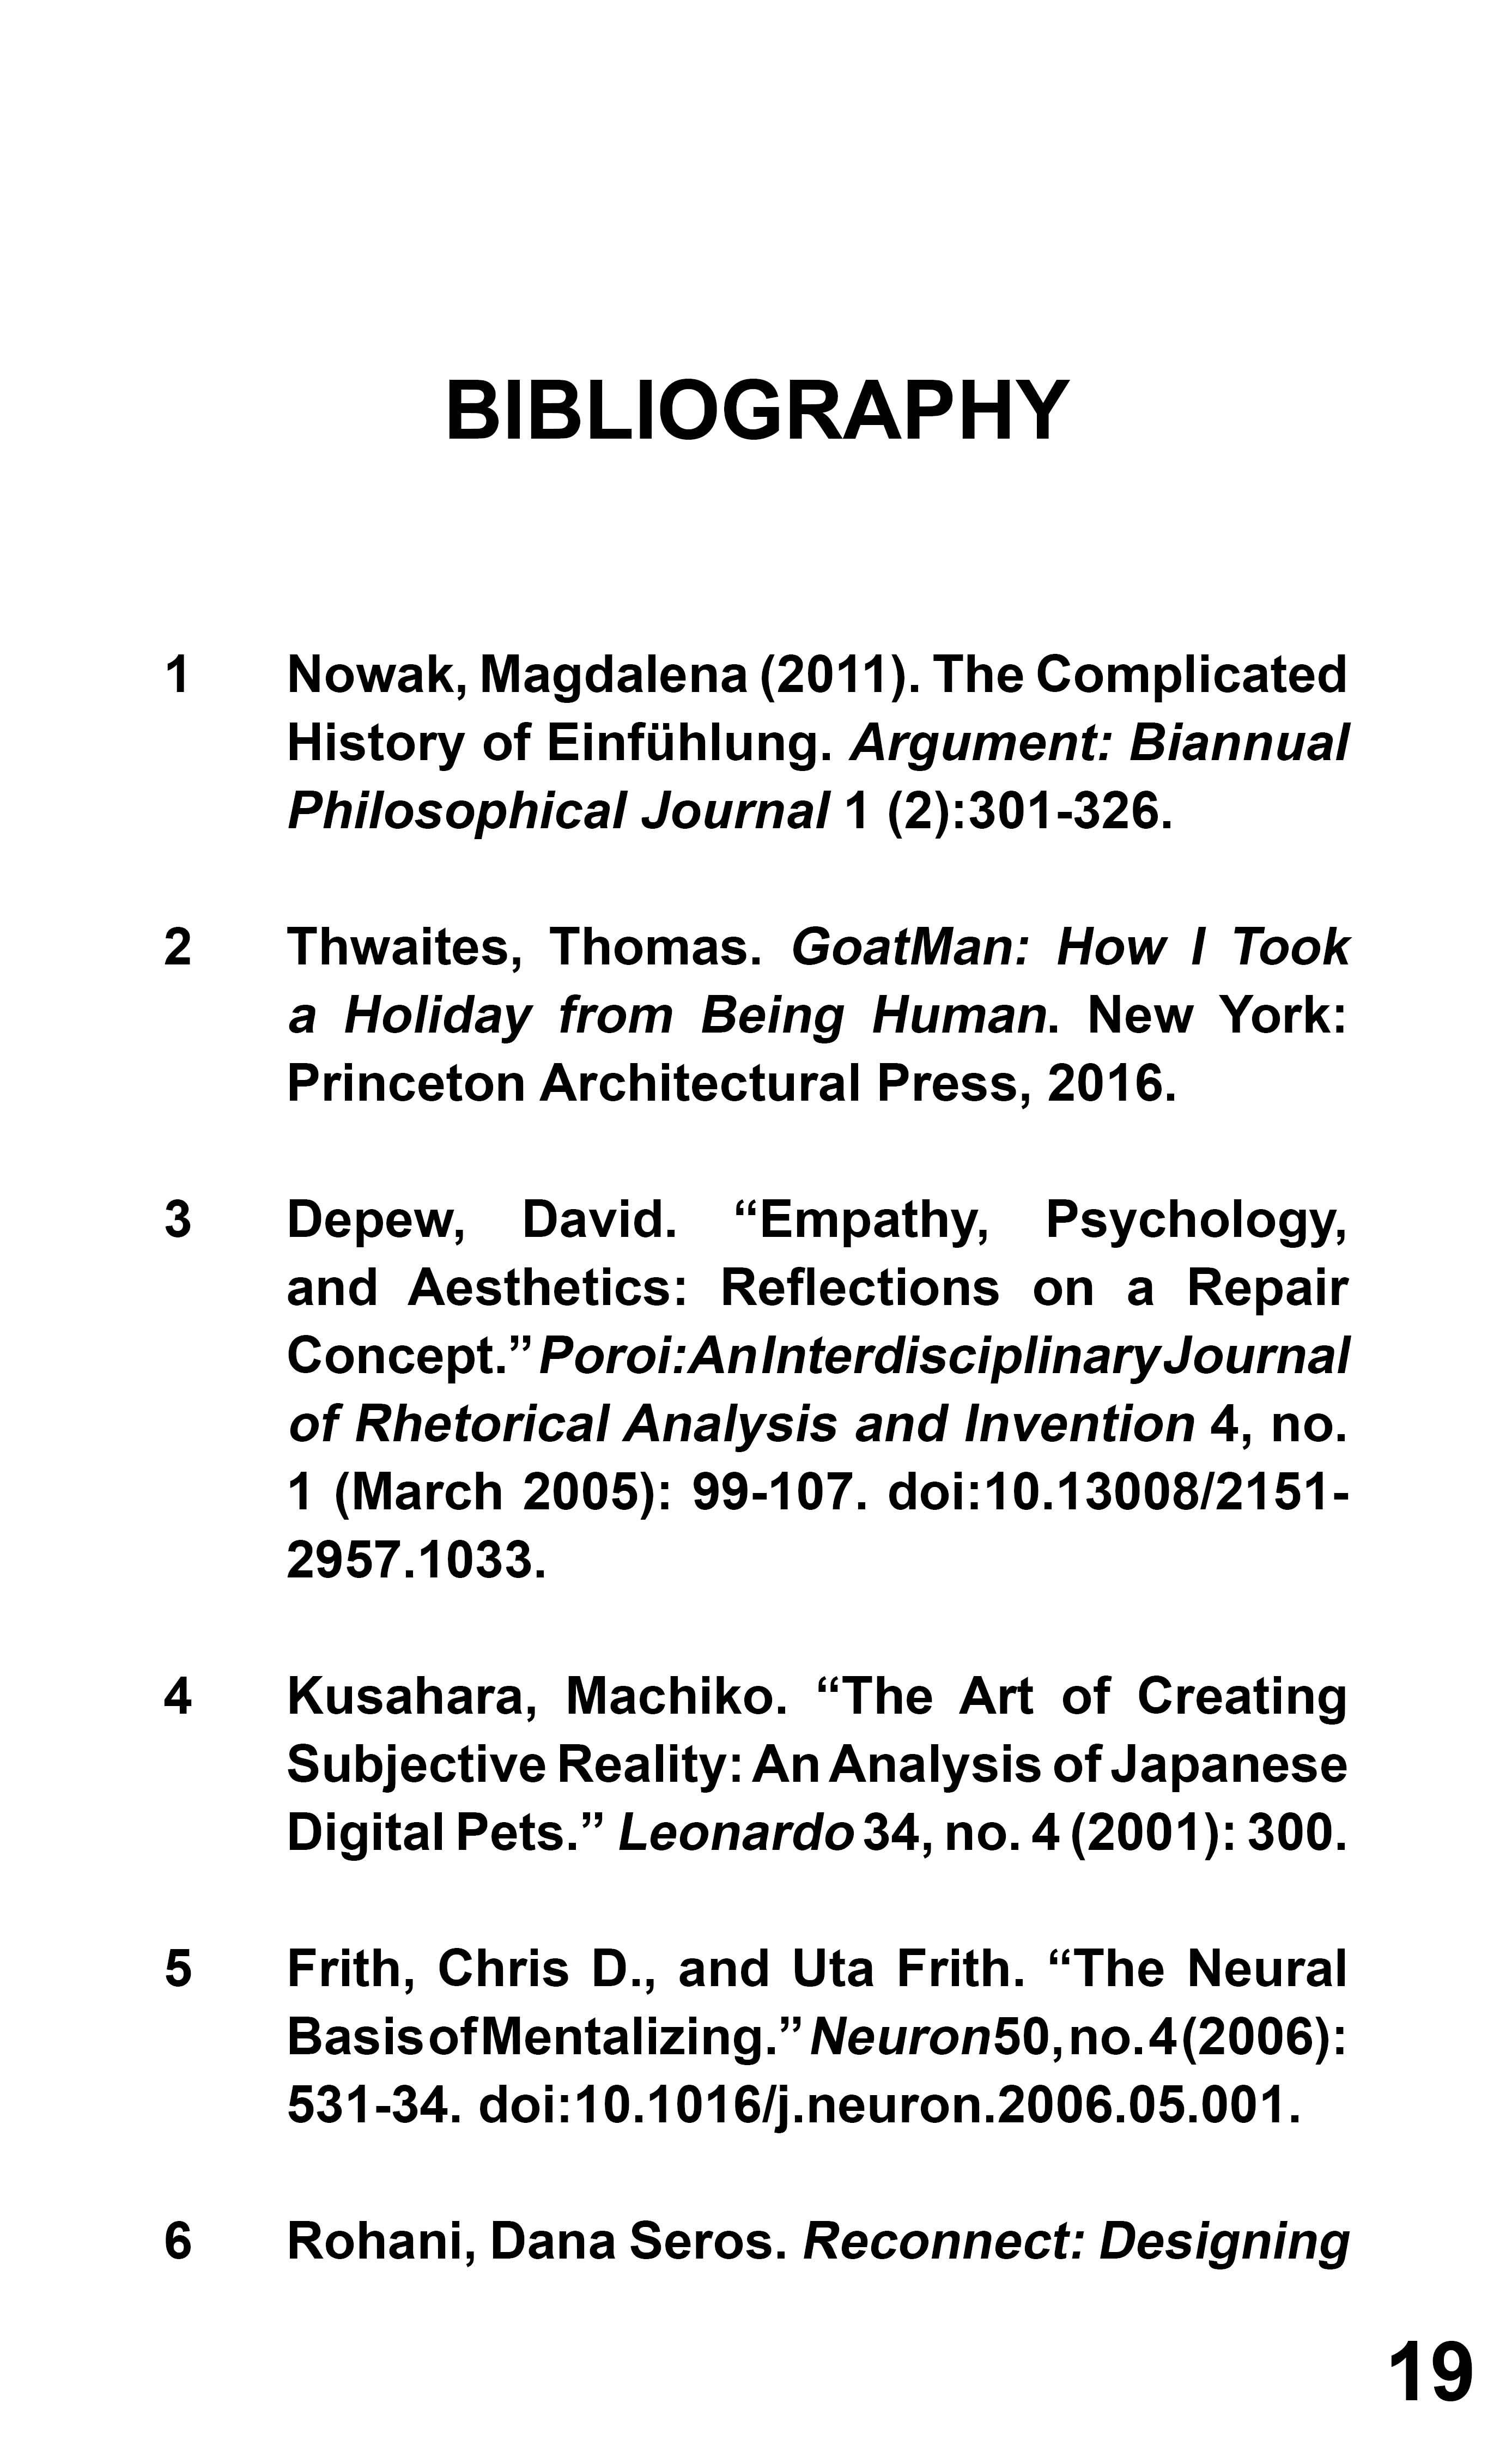 BIBLIOGRAPHY
1 Nowak, Magdalena (2011). The Complicated
History of Einfühlung. Argument: Biannual
Philosophical Journal 1 (2):301-326.
2 Thwaites, Thomas. GoatMan: How I Took
a Holiday from Being Human. New York:
Princeton Architectural Press, 2016.
3 Depew, David. “Empathy, Psychology,
and Aesthetics: Reflections on a Repair
Concept.” Poroi: An Interdisciplinary Journal
of Rhetorical Analysis and Invention 4, no.
1 (March 2005): 99-107. doi:10.13008/2151-
2957.1033.
4 Kusahara, Machiko. “The Art of Creating
Subjective Reality: An Analysis of Japanese
Digital Pets.” Leonardo 34, no. 4 (2001): 300.
5 Frith, Chris D., and Uta Frith. “The Neural
Basis of Mentalizing.” Neuron 50, no. 4 (2006):
531-34. doi:10.1016/j.neuron.2006.05.001.
6 Rohani, Dana Seros. Reconnect: Designing
19